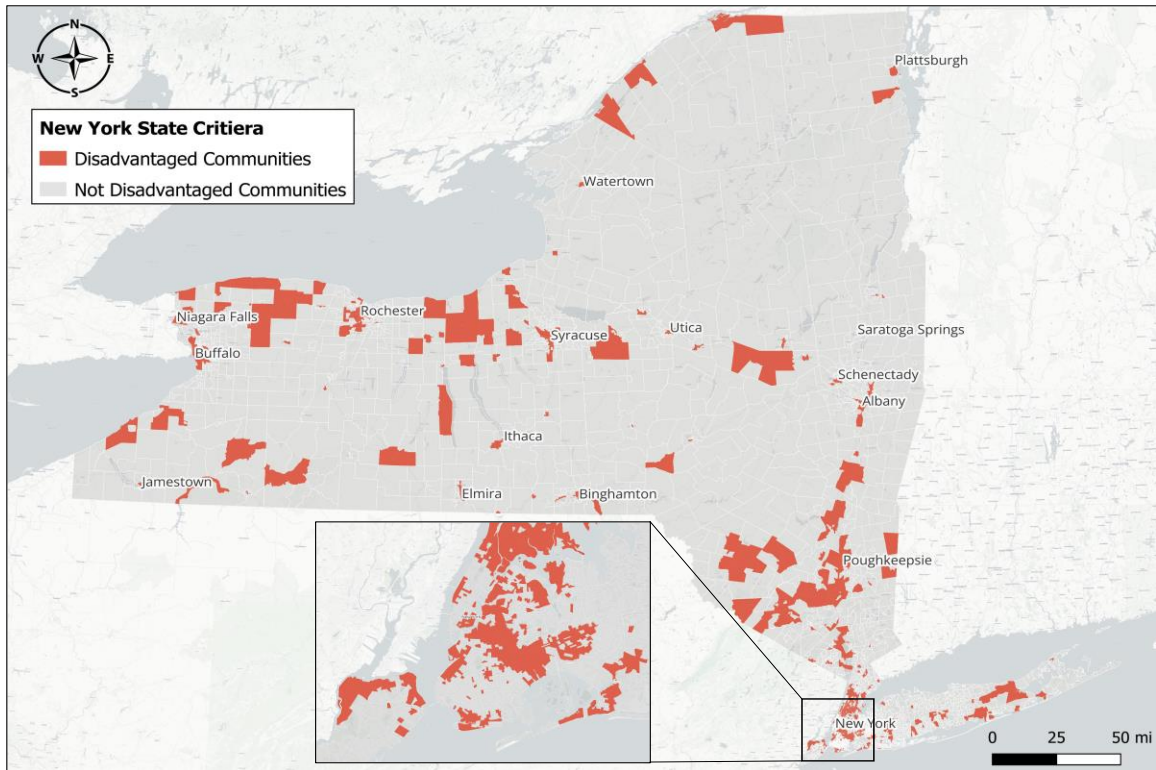 N
W E
S
New York State Critiera
Disadvantaged Communities
Not Disadvantaged Communities
Plattsburgh
Watertown
Niagara Falls
Rochester
Syracuse
Utica
Saratoga Springs
Buffalo
Schenectady
Albany
Ithaca
Jamestown
Elmira
Binghamton
Poughkeepsie
New York
0 25 50 mi